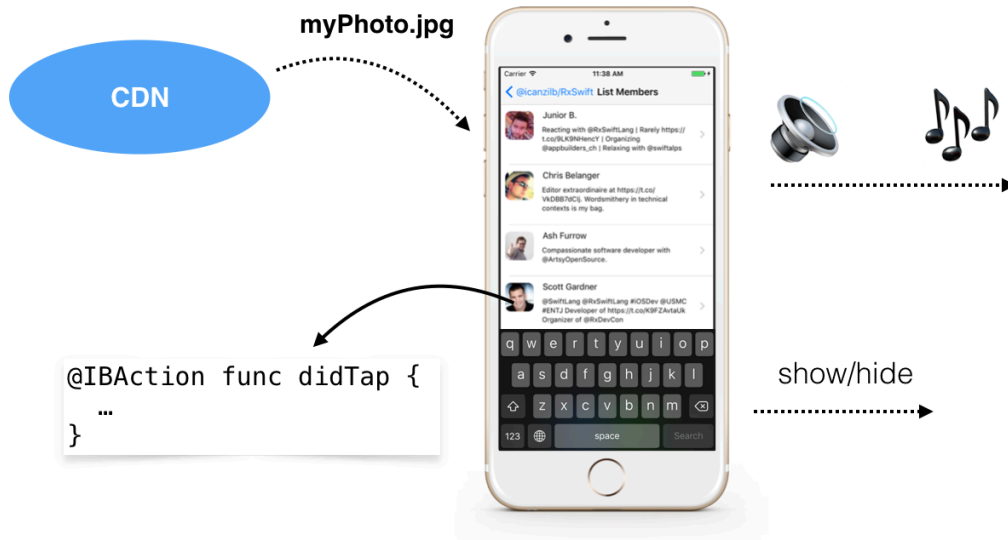 myPhoto.jpg
CDN
Carrier 11:38 AM
@icanzilb/RxSwift List Members
Junior B.
Reacting with @RxSwiftLang | Rarely https://
t.co/9LK9NHencY | Organizing
@appbuilders_ch | Relaxing with @swiftalps
Chris Belanger
Editor extraordinaire at https://t.co/
VkDBB7dCij. Wordsmithery in technical
contexts is my bag.
Ash Furrow
Compassionate software developer with
@ArtsyOpenSource.
Scott Gardner
@SwiftLang @RxSwiftLang #iOSDev @USMC
#ENTJ Developer of https://t.co/K9FZAvtaUk
Organizer of @RxDevCon
q w e r t y u i o p
a s d f g h j k l
z x c v b n m
123 space Search
@IBAction func didTap {
…
}
show/hide